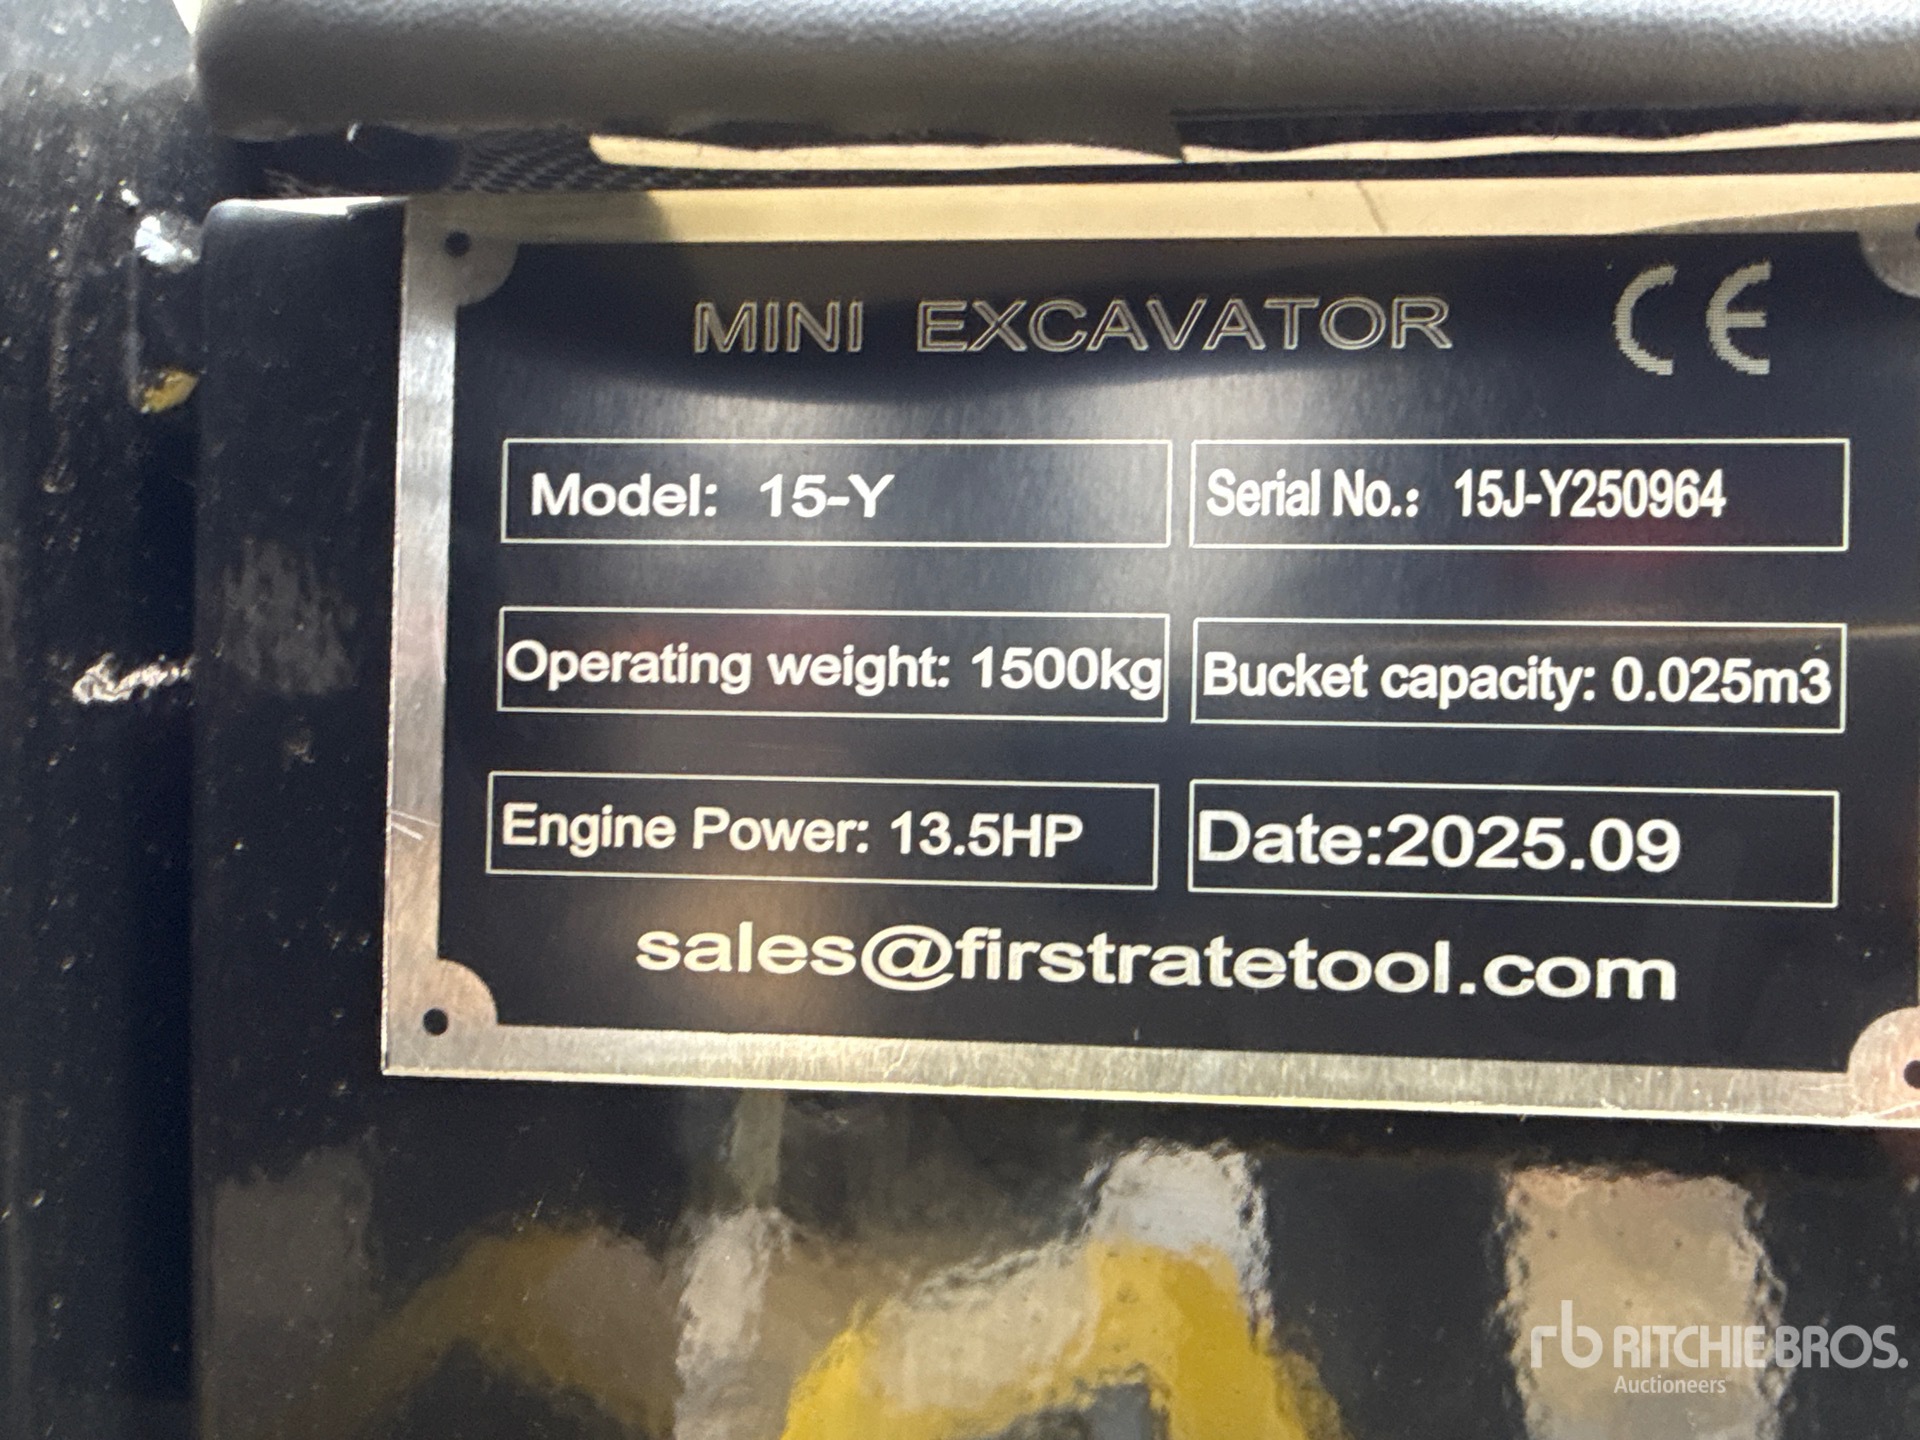 MINI EXCAVATOR CE
Model: 15-Y
Serial No.: 15J-Y250964
Operating weight: 1500kg
Bucket capacity: 0.025m3
Engine Power: 13.5HP
Date:2025.09
sales@firstratetool.com
rb RITCHIE BROS.
Auctioneers